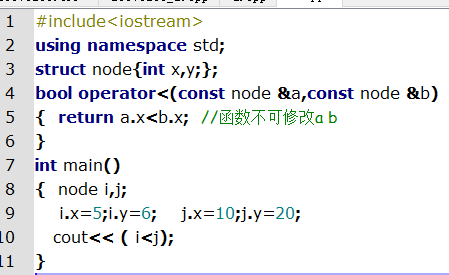 1 #include<iostream>
2 using namespace std;
3 struct node{int x,y;};
4 bool operator<(const node &a,const node &b)
5 {  return a.x<b.x;  //函数不可修改a b
6 }
7 int main()
8 {  node i,j;
9    i.x=5;i.y=6;   j.x=10;j.y=20;
10   cout<< ( i<j);
11 }